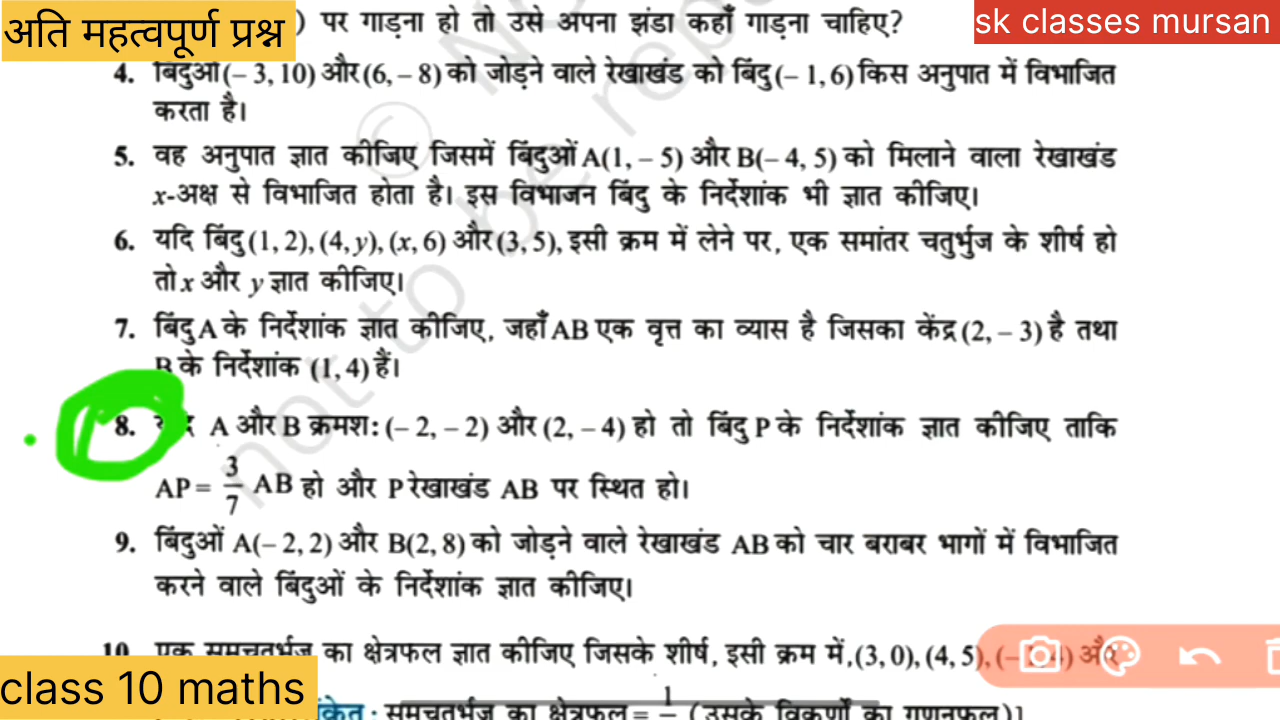 अति महत्वपूर्ण प्रश्न ) पर गाड़ना हो तो उसे अपना झंडा कहाँ गाड़ना चाहिए? sk classes mursan
4. बिंदुओं (– 3, 10) और (6, – 8) को जोड़ने वाले रेखाखंड को बिंदु (– 1, 6) किस अनुपात में विभाजित
करता है।
5. वह अनुपात ज्ञात कीजिए जिसमें बिंदुओं A(1, – 5) और B(– 4, 5) को मिलाने वाला रेखाखंड
x-अक्ष से विभाजित होता है। इस विभाजन बिंदु के निर्देशांक भी ज्ञात कीजिए।
6. यदि बिंदु (1, 2), (4, y), (x, 6) और (3, 5), इसी क्रम में लेने पर, एक समांतर चतुर्भुज के शीर्ष हो
तो x और y ज्ञात कीजिए।
7. बिंदु A के निर्देशांक ज्ञात कीजिए, जहाँ AB एक वृत्त का व्यास है जिसका केंद्र (2, – 3) है तथा
B के निर्देशांक (1, 4) हैं।
8. A और B क्रमश: (– 2, – 2) और (2, – 4) हो तो बिंदु P के निर्देशांक ज्ञात कीजिए ताकि
AP = 3/7 AB हो और P रेखाखंड AB पर स्थित हो।
9. बिंदुओं A(– 2, 2) और B(2, 8) को जोड़ने वाले रेखाखंड AB को चार बराबर भागों में विभाजित
करने वाले बिंदुओं के निर्देशांक ज्ञात कीजिए।
10. एक समचतुर्भुज का क्षेत्रफल ज्ञात कीजिए जिसके शीर्ष, इसी क्रम में, (3, 0), (4, 5), और
class 10 maths समचतुर्भुज का क्षेत्रफल = 1 (उसके विकर्णों का गुणनफल)]
© not to be